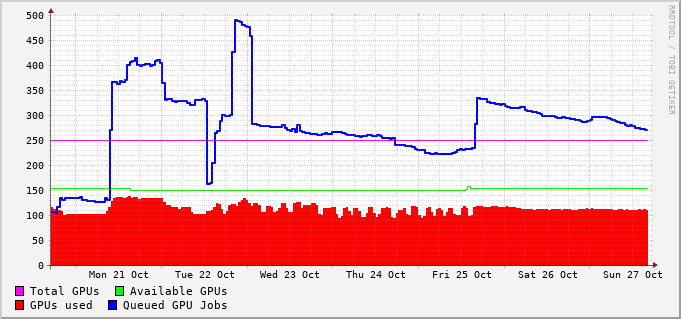 500
450
400
350
300
250
200
150
100
50
0
Mon 21 Oct Tue 22 Oct Wed 23 Oct Thu 24 Oct Fri 25 Oct Sat 26 Oct Sun 27 Oct
Total GPUs Available GPUs
GPUs used Queued GPU Jobs
RRDTOOL / TOBI OETIKER